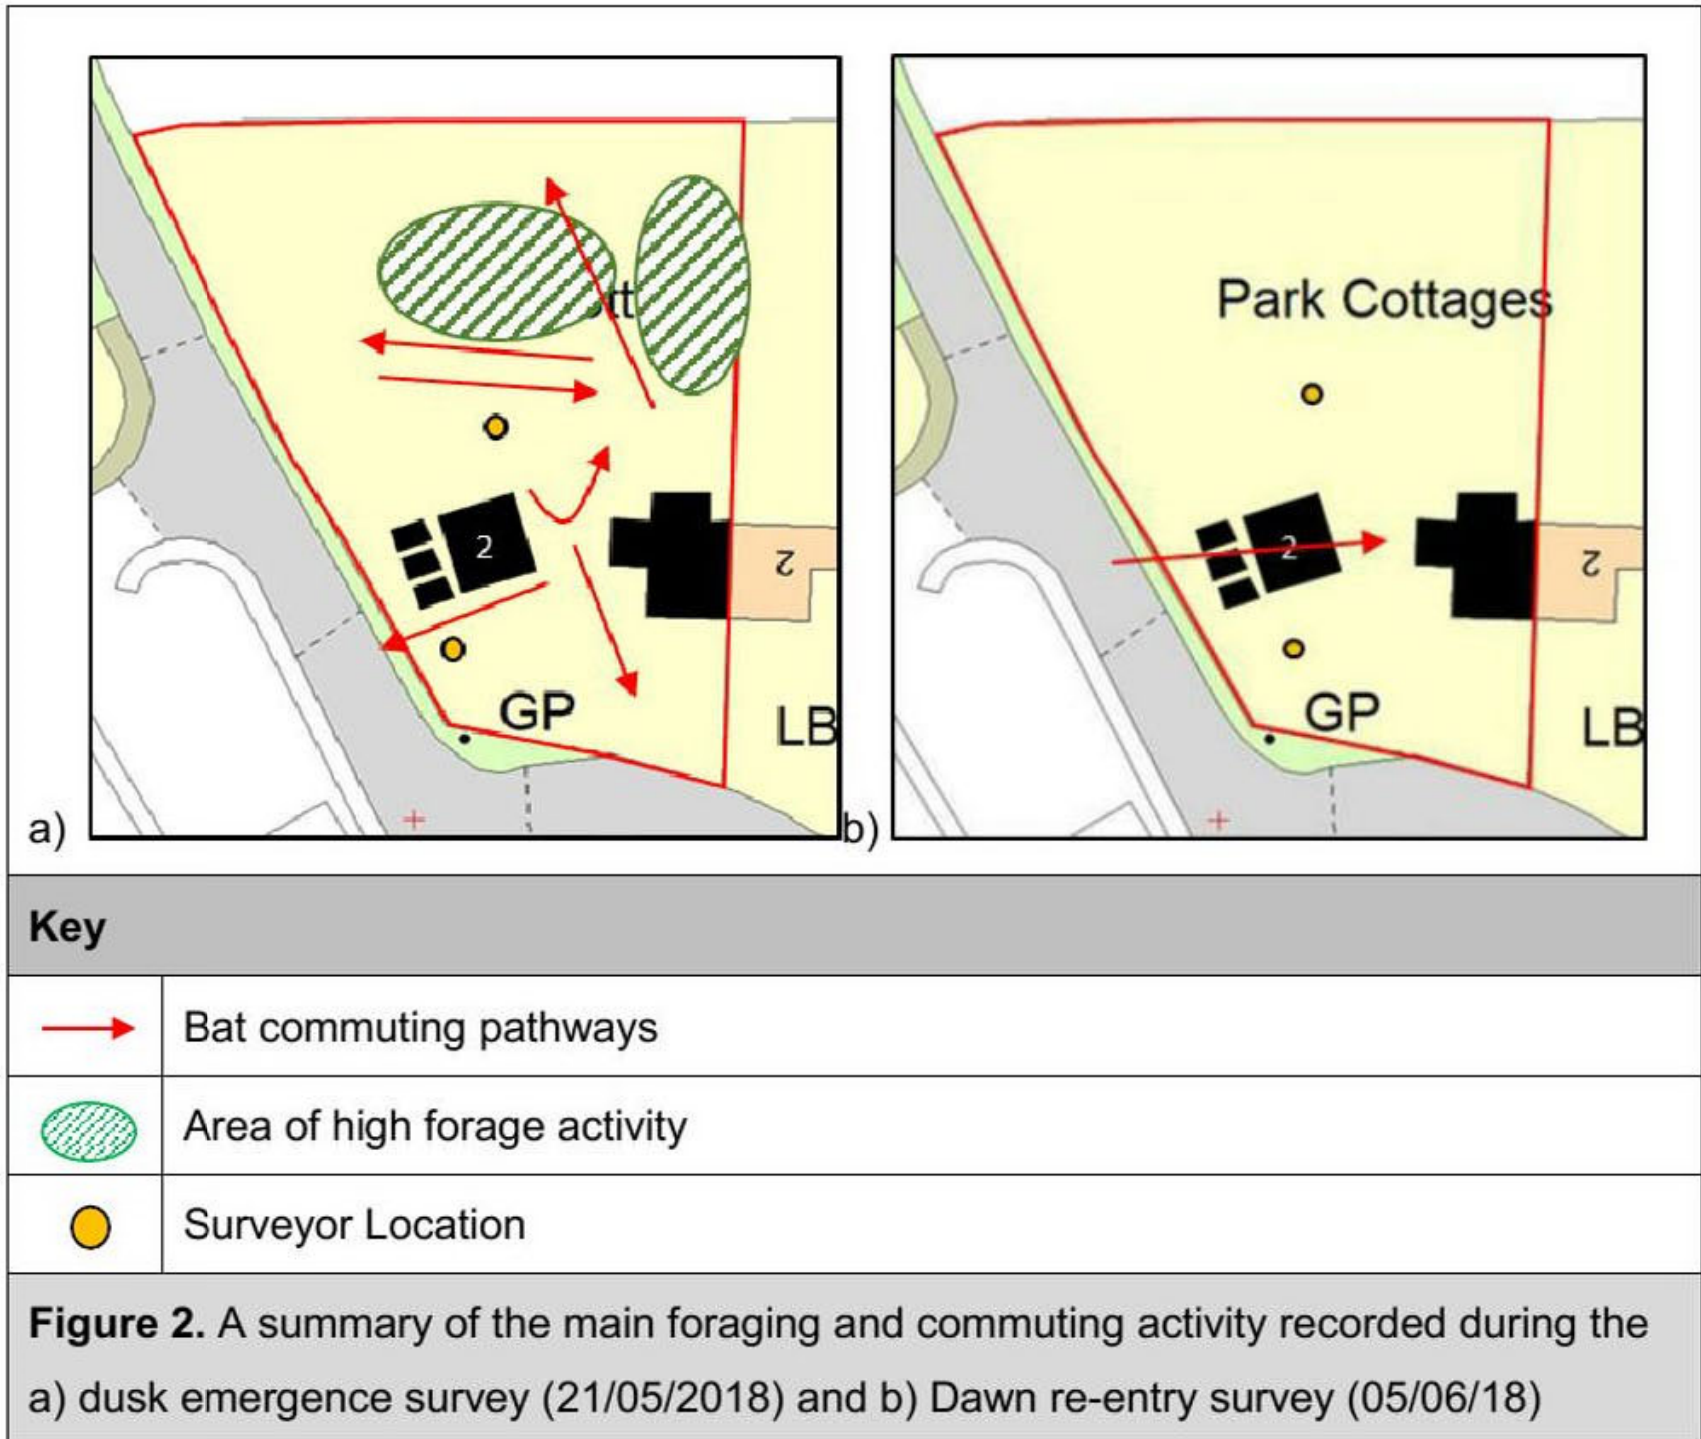 tt
2
2
GP
LB
a)
Park Cottages
2
2
GP
LB
b)
Key
Bat commuting pathways
Area of high forage activity
Surveyor Location
Figure 2. A summary of the main foraging and commuting activity recorded during the
a) dusk emergence survey (21/05/2018) and b) Dawn re-entry survey (05/06/18)